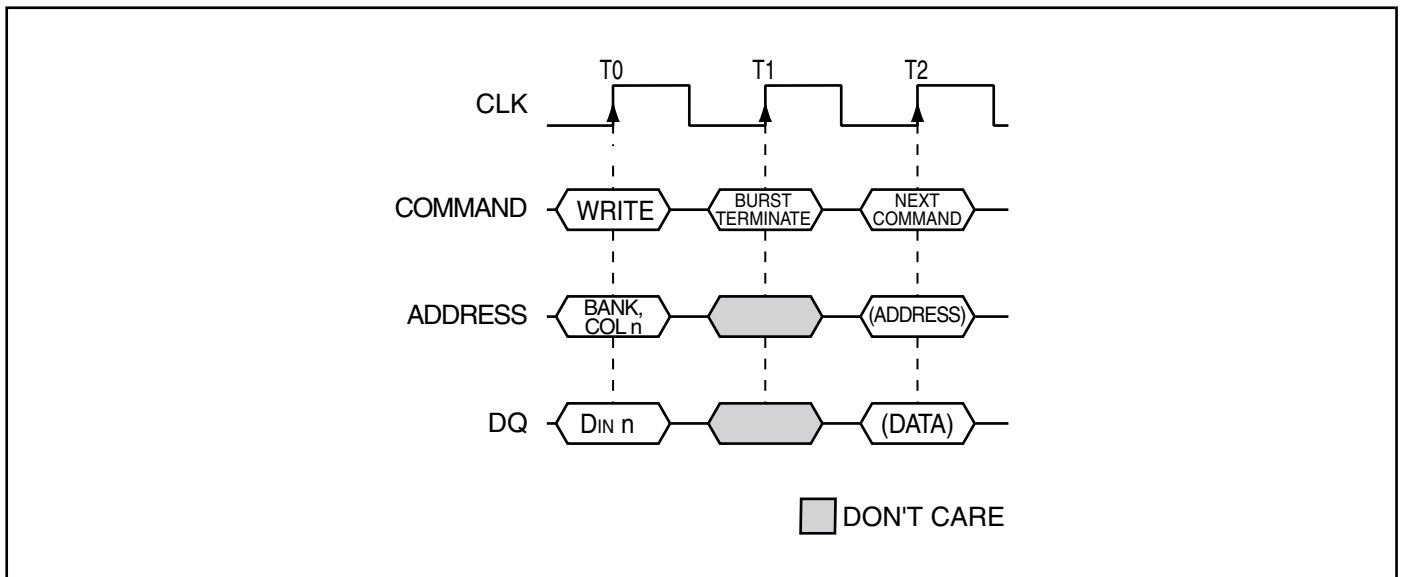 T0 T1 T2
CLK
COMMAND WRITE BURST TERMINATE NEXT COMMAND
ADDRESS BANK, COL n (ADDRESS)
DQ DIN n (DATA)
DON'T CARE